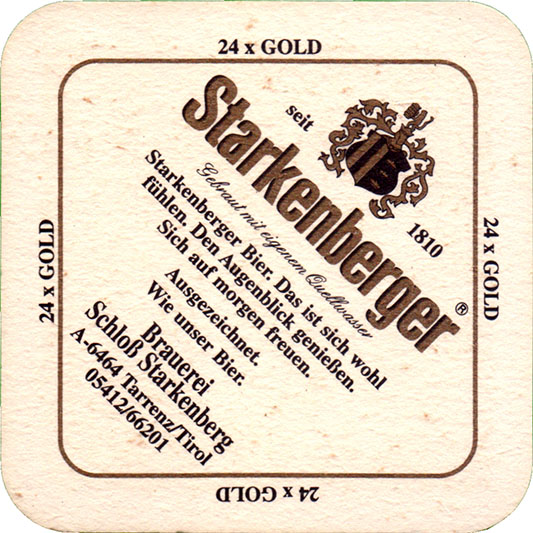 24 x GOLD
seit
1810
Starkenberger®
Gebraut mit eigenem Quellwasser
Starkenberger Bier. Das ist sich wohl
fühlen. Den Augenblick genießen.
Sich auf morgen freuen.
Ausgezeichnet.
Wie unser Bier.
Brauerei
Schloß Starkenberg
A-6464 Tarrenz/Tirol
05412/66201
24 x GOLD
24 x GOLD
24 x GOLD